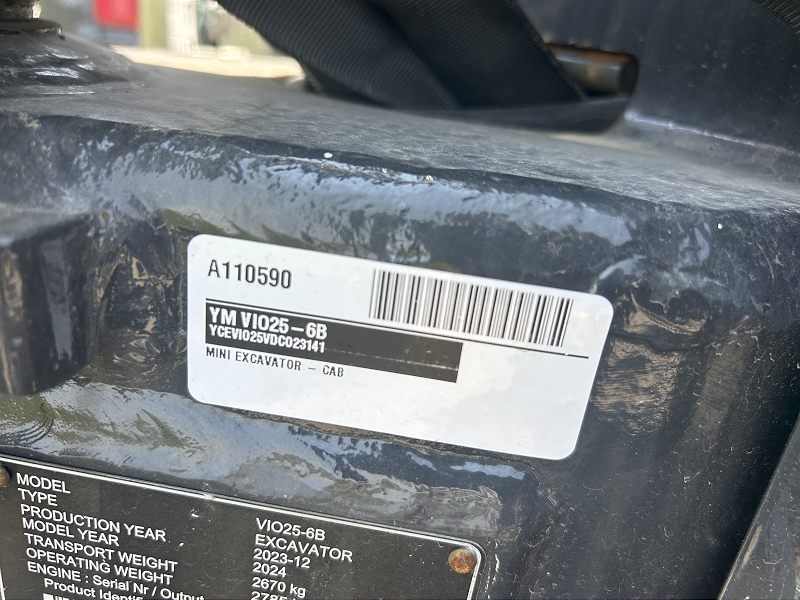 A110590
YM VIO25-6B
YCEVIO25VDC023141
MINI EXCAVATOR - CAB
MODEL VIO25-6B
TYPE EXCAVATOR
PRODUCTION YEAR 2023-12
MODEL YEAR 2024
TRANSPORT WEIGHT 2670 kg
OPERATING WEIGHT
ENGINE : Serial Nr / Output